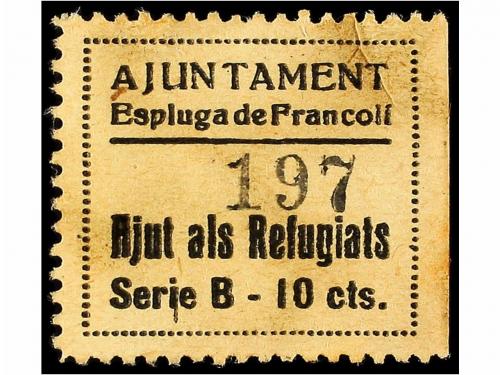 AJUNTAMENT
Espluga de Francolí
197
Ajut als Refugiats
Serie B - 10 cts.